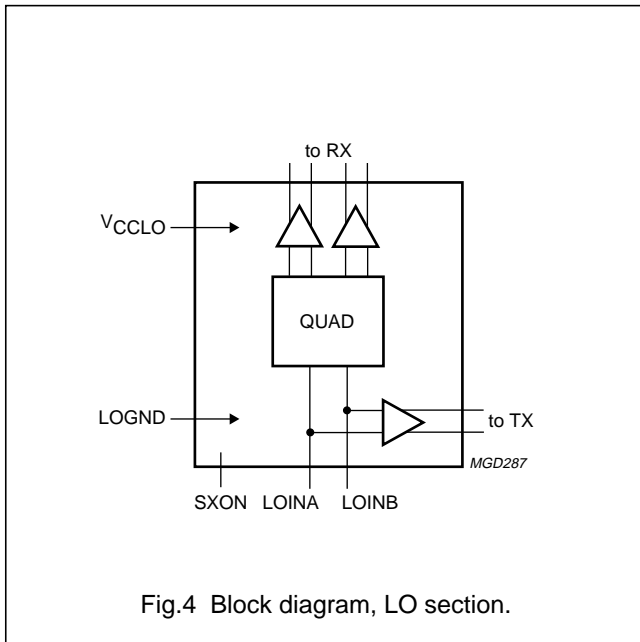 to RX
VCCLO
QUAD
LOGND
to TX
MGD287
SXON LOINA LOINB
Fig.4 Block diagram, LO section.